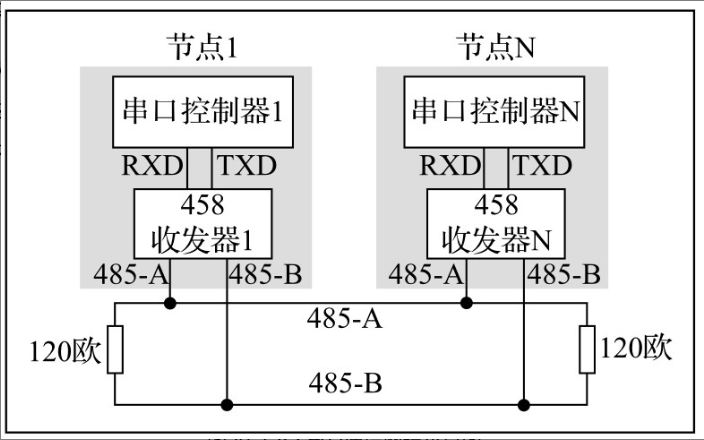 节点1
节点N
串口控制器1
串口控制器N
RXD TXD
RXD TXD
458
收发器1
458
收发器N
485-A 485-B
485-A 485-B
485-A
120欧
120欧
485-B